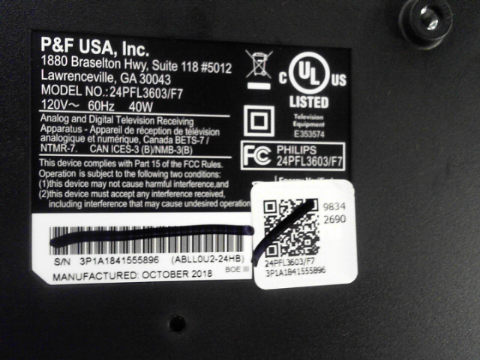 P&F USA, Inc.
1880 Braselton Hwy, Suite 118 #5012
Lawrenceville, GA 30043
MODEL NO.:24PFL3603/F7
120V~ 60Hz 40W
Analog and Digital Television Receiving
Apparatus - Appareil de réception de télévision
analogique et numérique, Canada BETS-7 /
NTMR-7. CAN ICES-3 (B)/NMB-3(B)
This device complies with Part 15 of the FCC Rules.
Operation is subject to the following two conditions:
(1)this device may not cause harmful interference,and
(2)this device must accept any interference received,
including interference that may cause undesired operation
C UL US
LISTED
Television
Equipment
E353574
FC
PHILIPS
24PFL3603/F7
S/N 3P1A1841555896 (ABLL0U2-24HB)
MANUFACTURED: OCTOBER 2018
BOE
9834
2690
24PFL3603/F7
3P1A1841555896